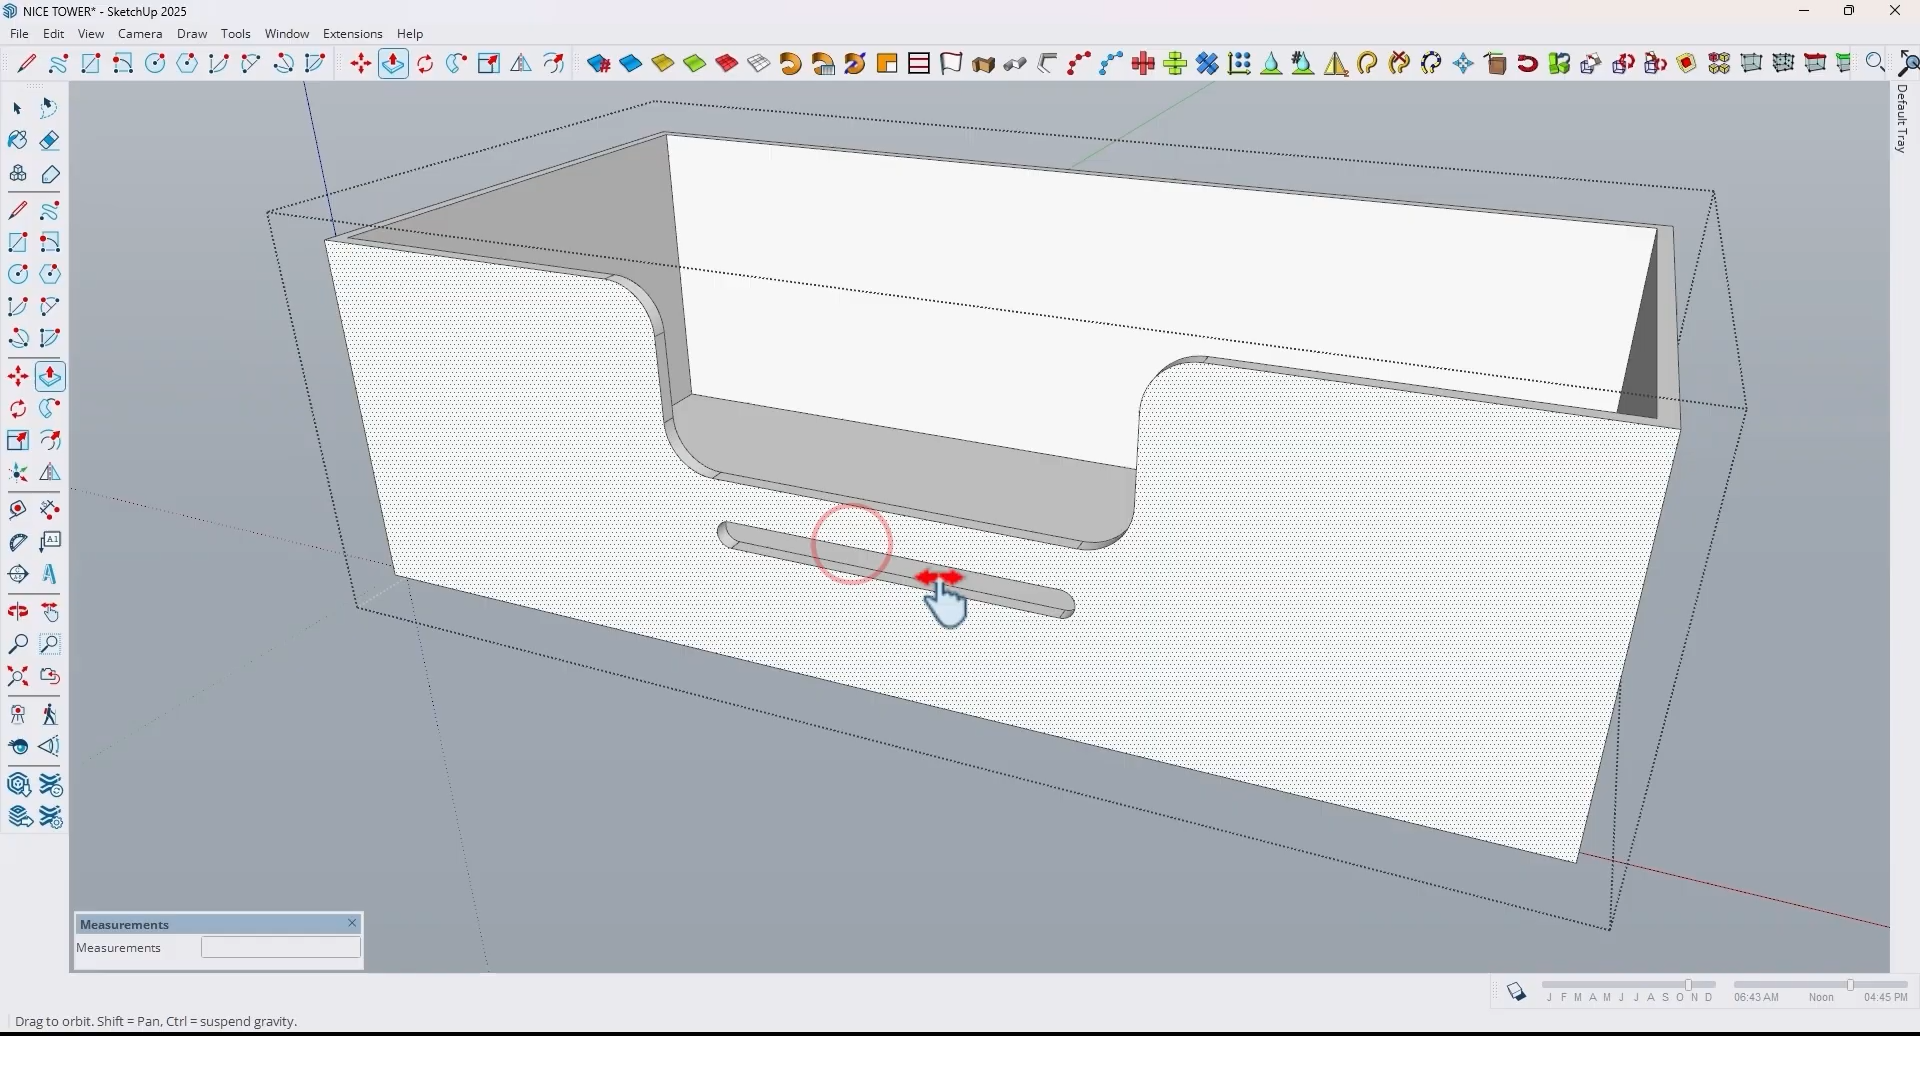 NICE TOWER* - SketchUp 2025
File Edit View Camera Draw Tools Window Extensions Help
Default Tray
A1
A
Measurements
Measurements
J F M A M J J A S O N D
06:43 AM Noon 04:45 PM
Drag to orbit. Shift = Pan, Ctrl = suspend gravity.